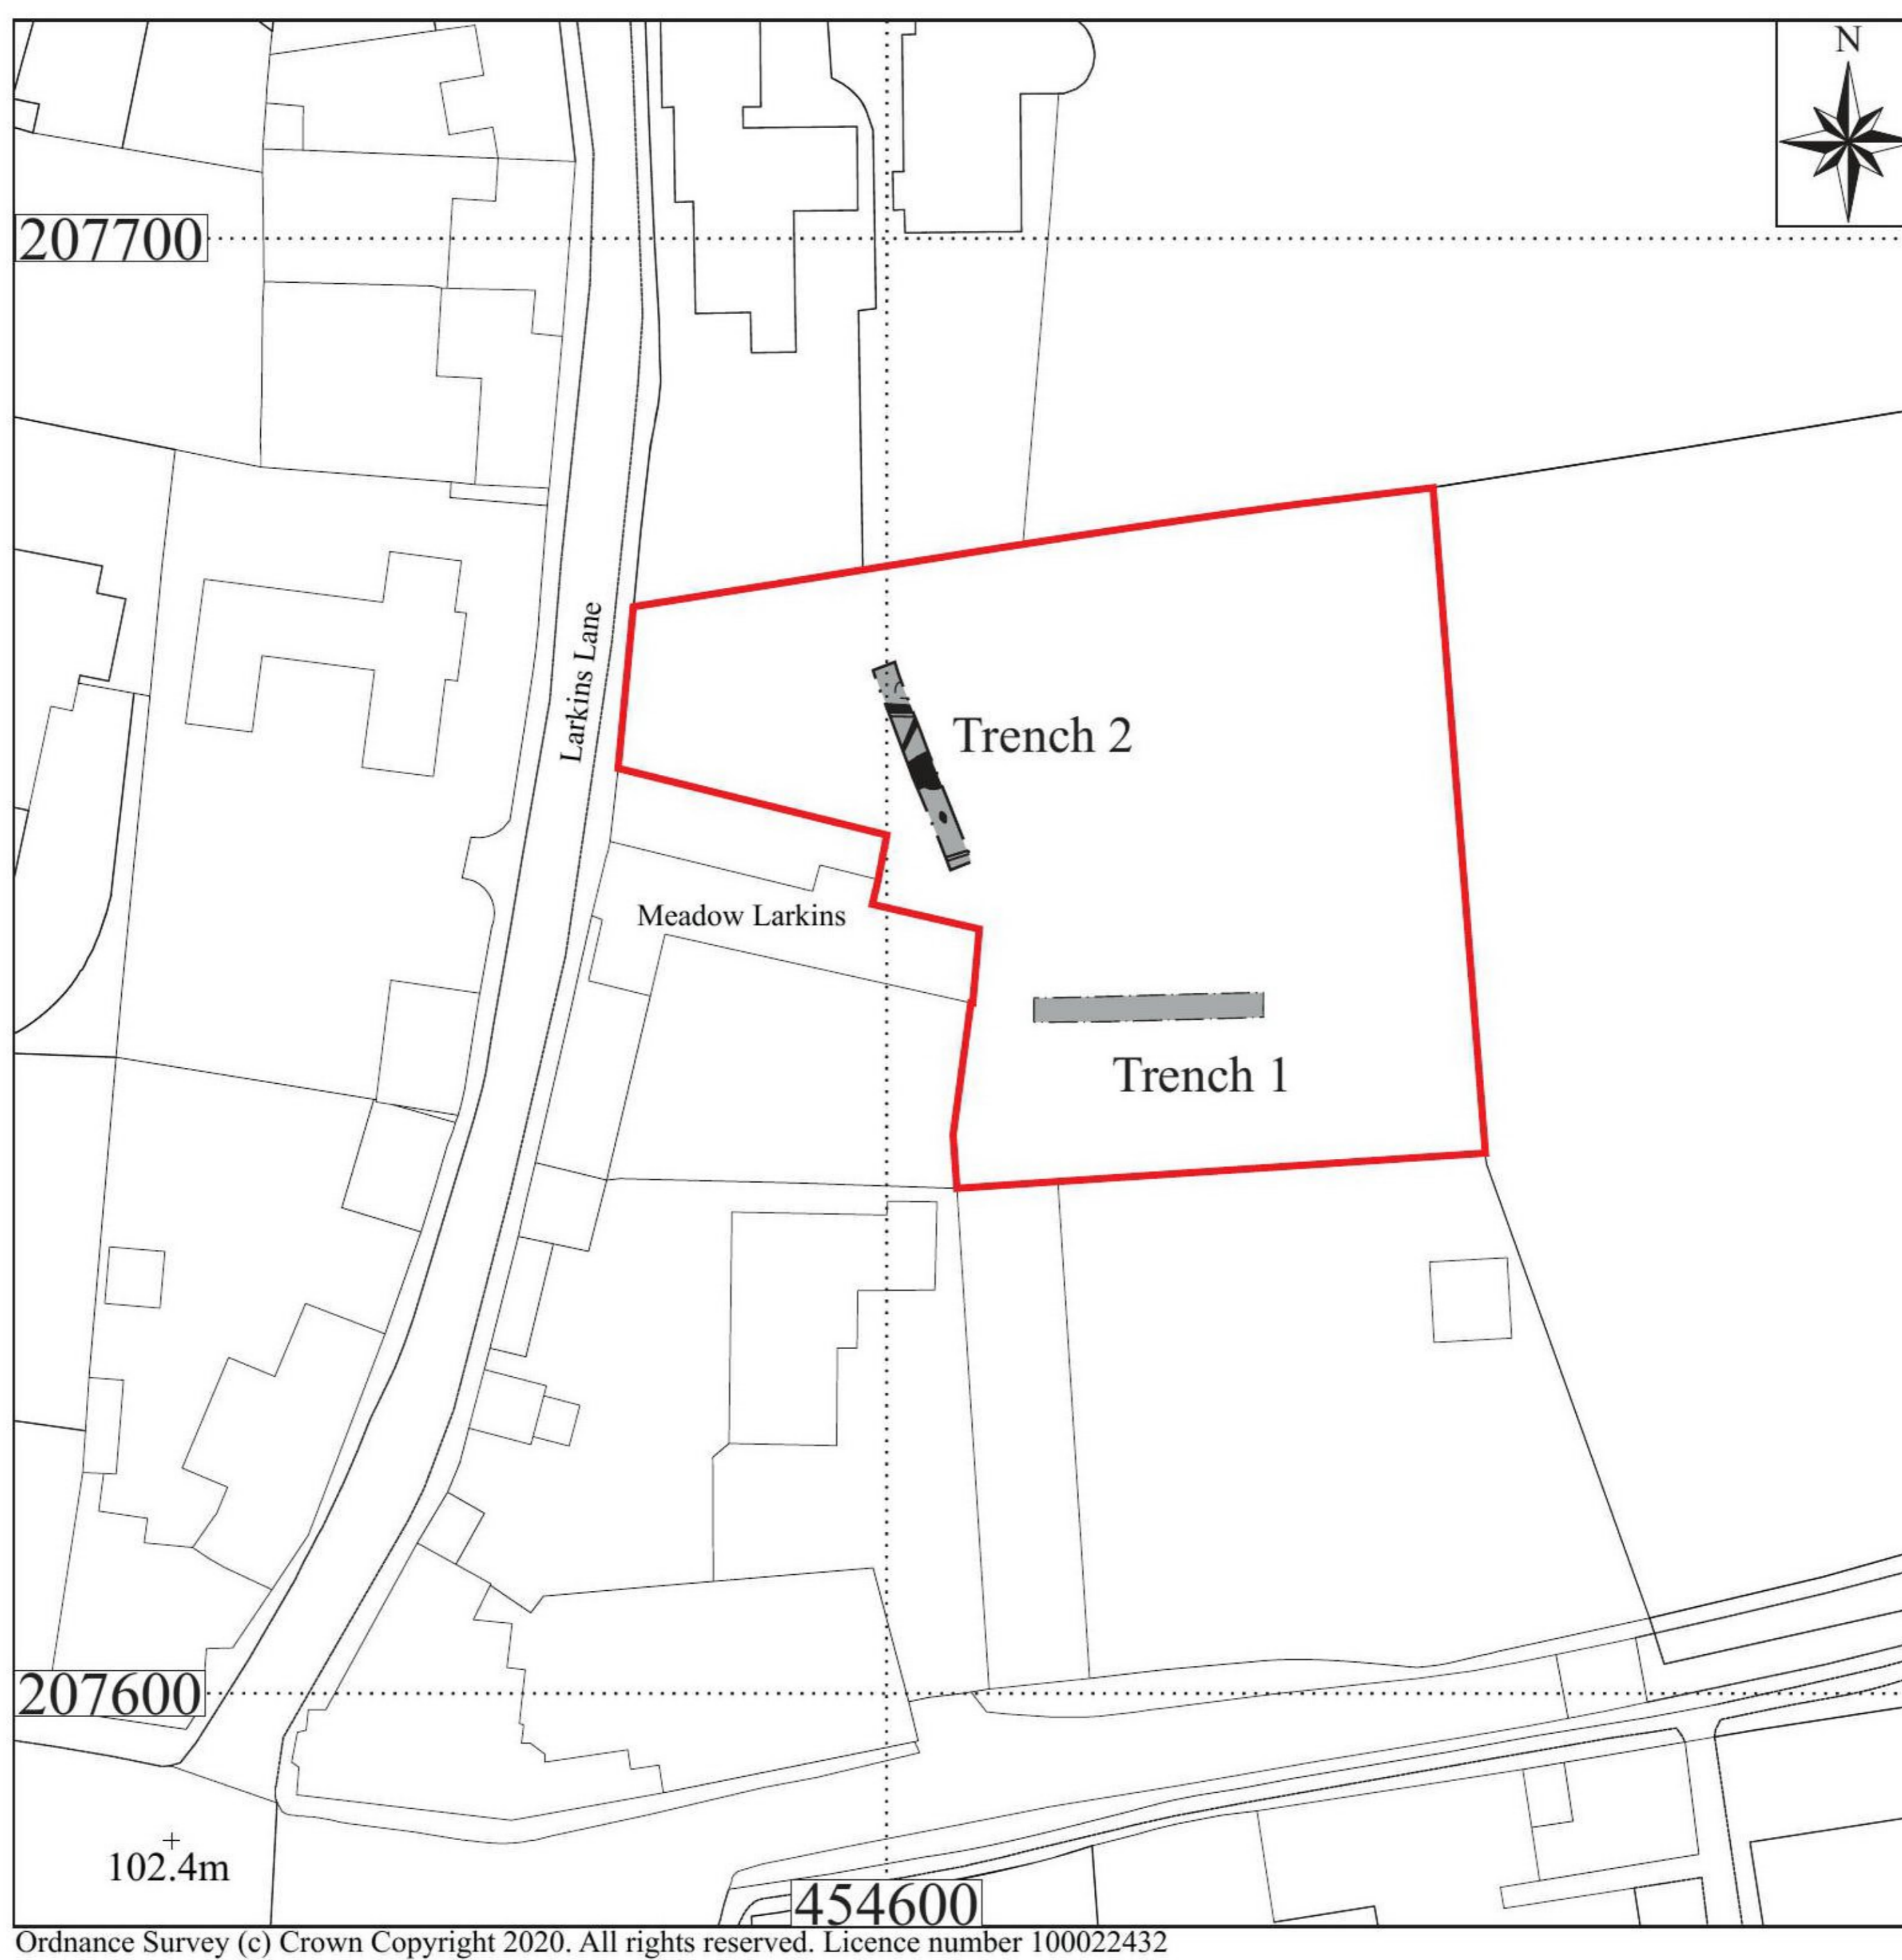 N
207700
Larkins Lane
Trench 2
Meadow Larkins
Trench 1
207600
102.4m
454600
Ordnance Survey (c) Crown Copyright 2020. All rights reserved. Licence number 100022432